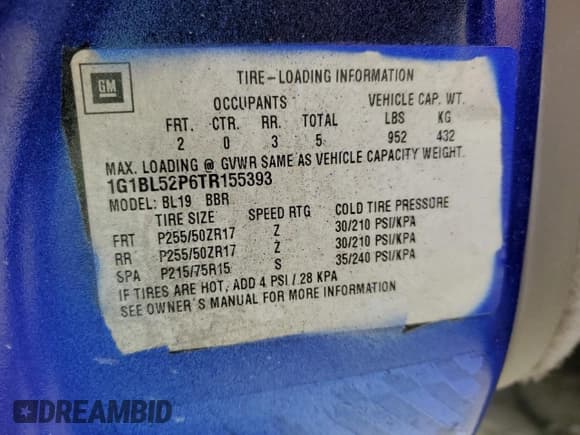 GM
TIRE-LOADING INFORMATION
OCCUPANTS VEHICLE CAP. WT.
FRT. CTR. RR. TOTAL LBS KG
2 0 3 5 952 432
MAX. LOADING @ GVWR SAME AS VEHICLE CAPACITY WEIGHT.
1G1BL52P6TR155393
MODEL: BL19 BBR
TIRE SIZE SPEED RTG COLD TIRE PRESSURE
FRT P255/50ZR17 Z 30/210 PSI/KPA
RR P255/50ZR17 Z 30/210 PSI/KPA
SPA P215/75R15 S 35/240 PSI/KPA
IF TIRES ARE HOT, ADD 4 PSI/.28 KPA
SEE OWNER'S MANUAL FOR MORE INFORMATION
DREAMBID